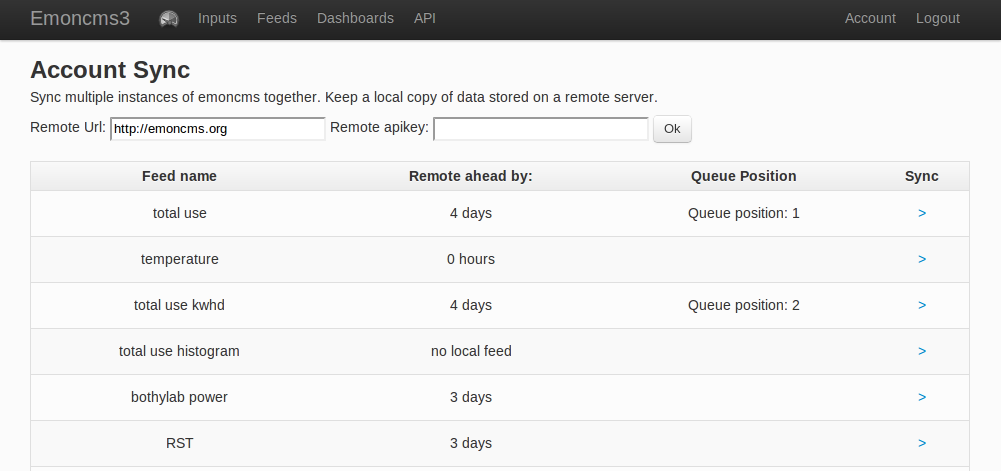 Emoncms3 Inputs Feeds Dashboards API Account Logout
Account Sync
Sync multiple instances of emoncms together. Keep a local copy of data stored on a remote server.
Remote Url: http://emoncms.org Remote apikey: Ok
Feed name Remote ahead by: Queue Position Sync
total use 4 days Queue position: 1 >
temperature 0 hours >
total use kwhd 4 days Queue position: 2 >
total use histogram no local feed >
bothylab power 3 days >
RST 3 days >